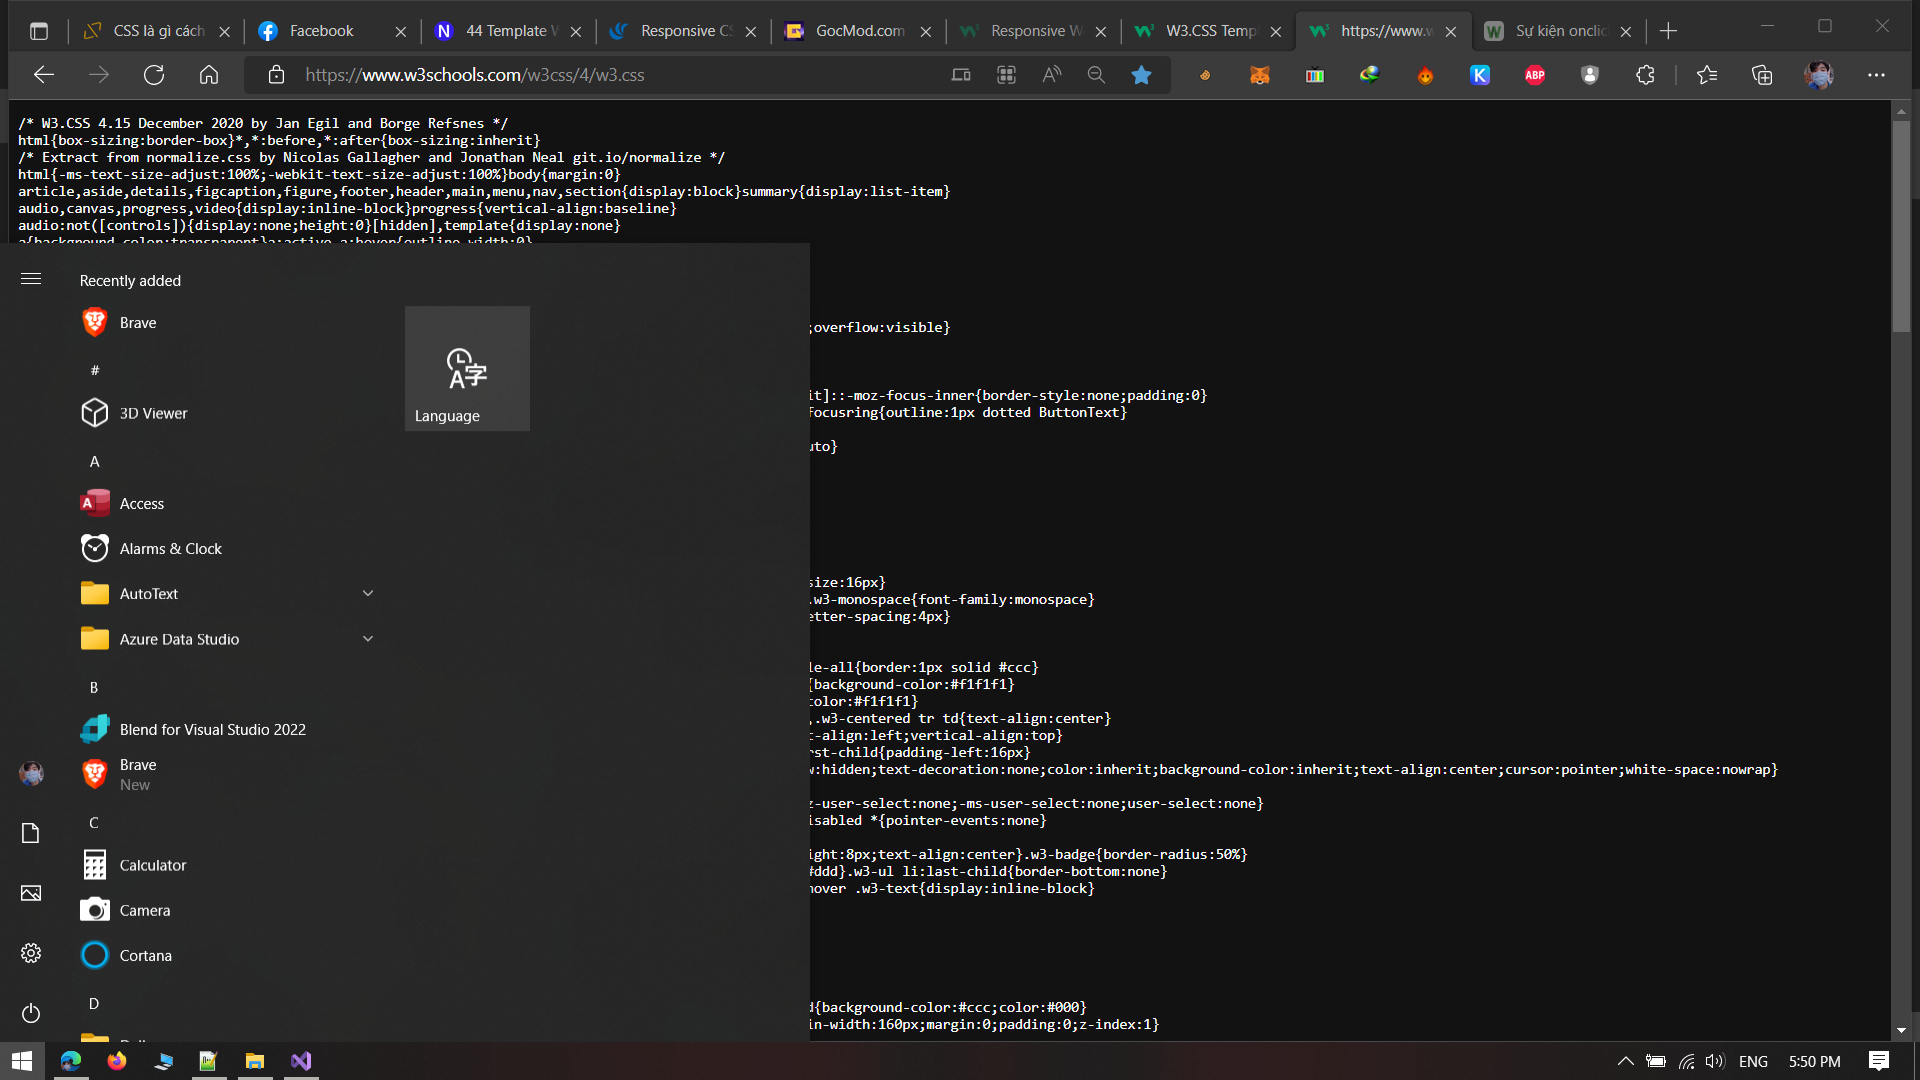 CSS là gì cách
Facebook
44 Template W
Responsive CS
GocMod.com
Responsive W
W3.CSS Temp
https://www.w
Sự kiện onclic
https://www.w3schools.com/w3css/4/w3.css
/* W3.CSS 4.15 December 2020 by Jan Egil and Borge Refsnes */
html{box-sizing:border-box}*,*:before,*:after{box-sizing:inherit}
/* Extract from normalize.css by Nicolas Gallagher and Jonathan Neal git.io/normalize */
html{-ms-text-size-adjust:100%;-webkit-text-size-adjust:100%}body{margin:0}
article,aside,details,figcaption,figure,footer,header,main,menu,nav,section{display:block}summary{display:list-item}
audio,canvas,progress,video{display:inline-block}progress{vertical-align:baseline}
audio:not([controls]){display:none;height:0}[hidden],template{display:none}
a{background-color:transparent}a:active,a:hover{outline-width:0}
;overflow:visible}
it]::-moz-focus-inner{border-style:none;padding:0}
focusring{outline:1px dotted ButtonText}
uto}
size:16px}
.w3-monospace{font-family:monospace}
etter-spacing:4px}
le-all{border:1px solid #ccc}
{background-color:#f1f1f1}
color:#f1f1f1}
,.w3-centered tr td{text-align:center}
t-align:left;vertical-align:top}
rst-child{padding-left:16px}
w:hidden;text-decoration:none;color:inherit;background-color:inherit;text-align:center;cursor:pointer;white-space:nowrap}
z-user-select:none;-ms-user-select:none;user-select:none}
isabled *{pointer-events:none}
ight:8px;text-align:center}.w3-badge{border-radius:50%}
#ddd}.w3-ul li:last-child{border-bottom:none}
hover .w3-text{display:inline-block}
d{background-color:#ccc;color:#000}
in-width:160px;margin:0;padding:0;z-index:1}
Recently added
Brave
#
3D Viewer
A
Access
Alarms & Clock
AutoText
Azure Data Studio
B
Blend for Visual Studio 2022
Brave
New
C
Calculator
Camera
Cortana
D
Language
ABP
K
ENG
5:50 PM